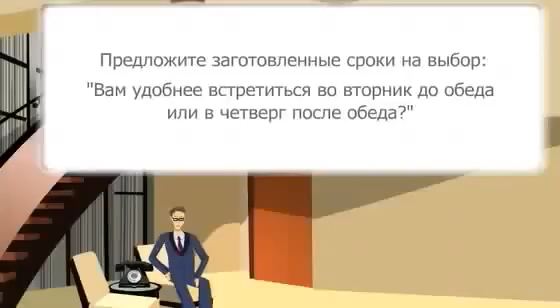 Предложите заготовленные сроки на выбор:
"Вам удобнее встретиться во вторник до обеда
или в четверг после обеда?"